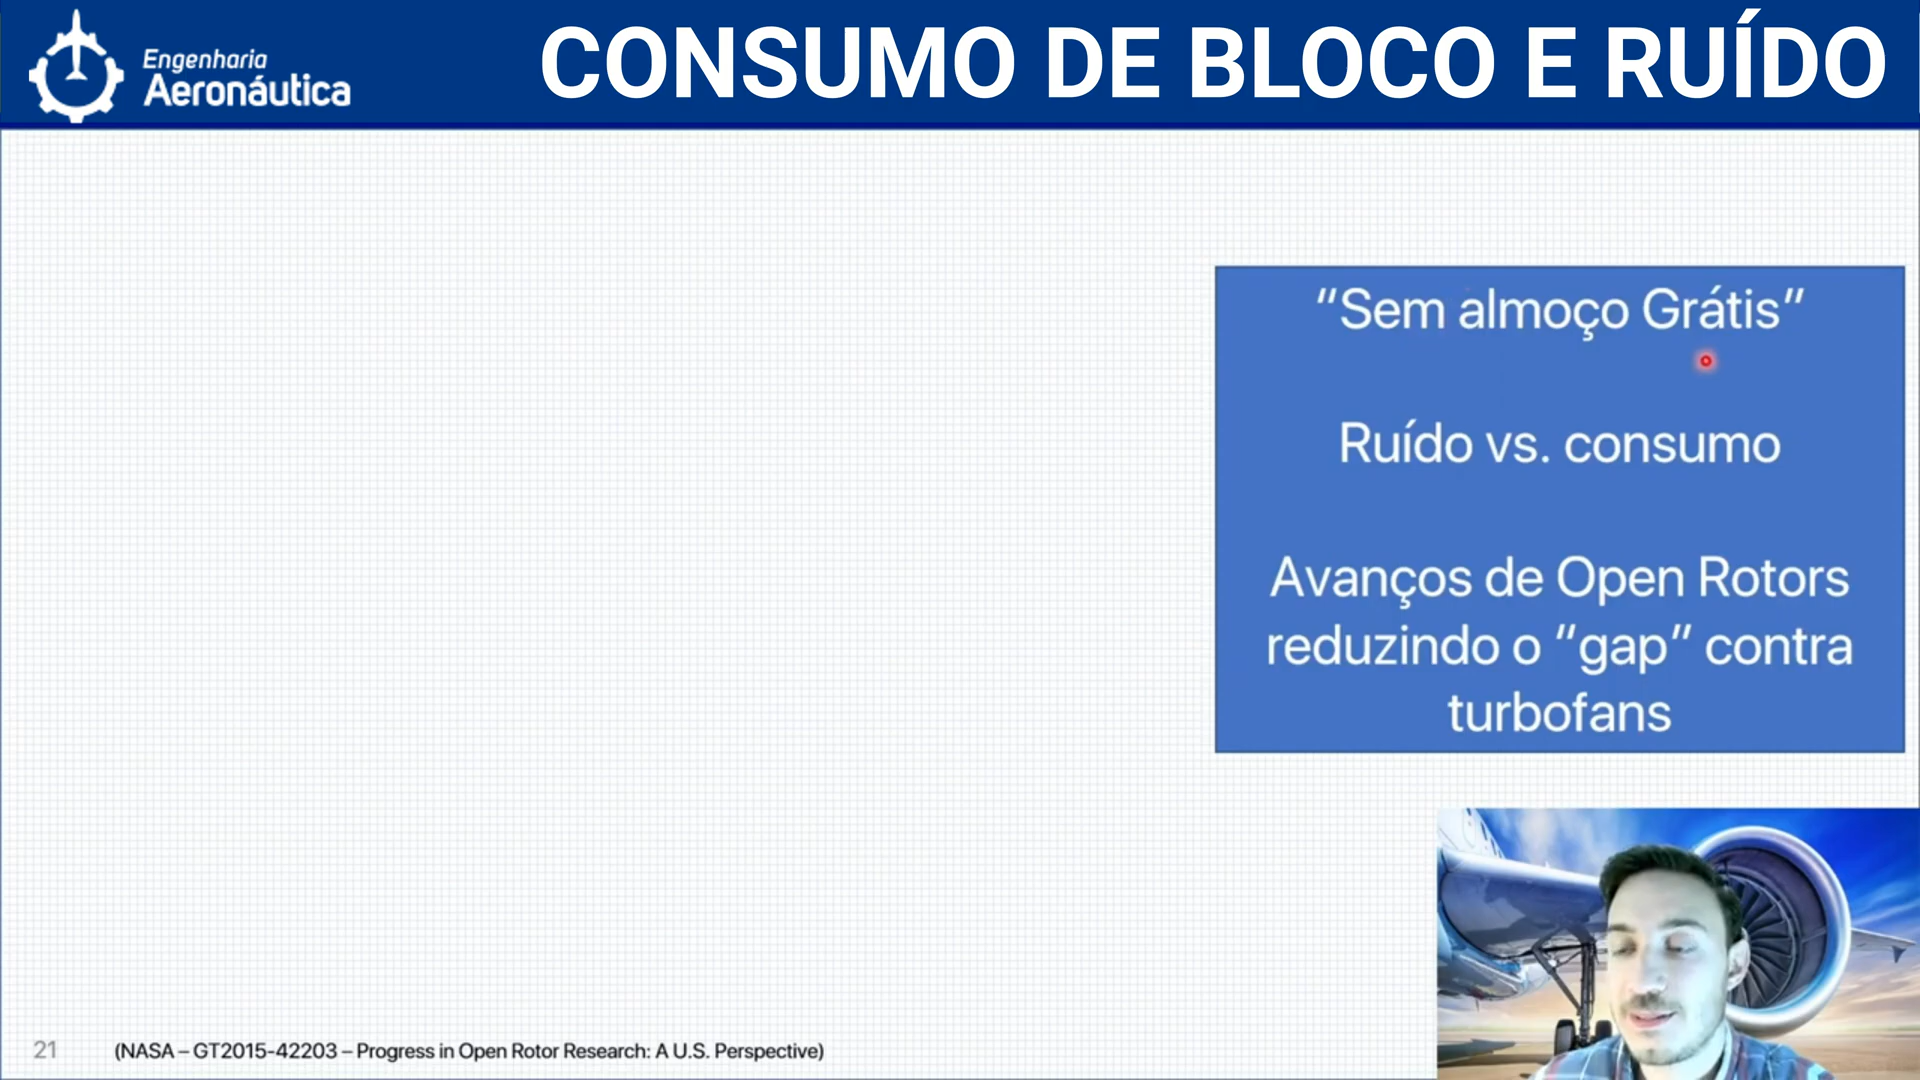 Engenharia
Aeronáutica
CONSUMO DE BLOCO E RUÍDO
"Sem almoço Grátis"
Ruído vs. consumo
Avanços de Open Rotors
reduzindo o "gap" contra
turbofans
21
(NASA – GT2015-42203 – Progress in Open Rotor Research: A U.S. Perspective)